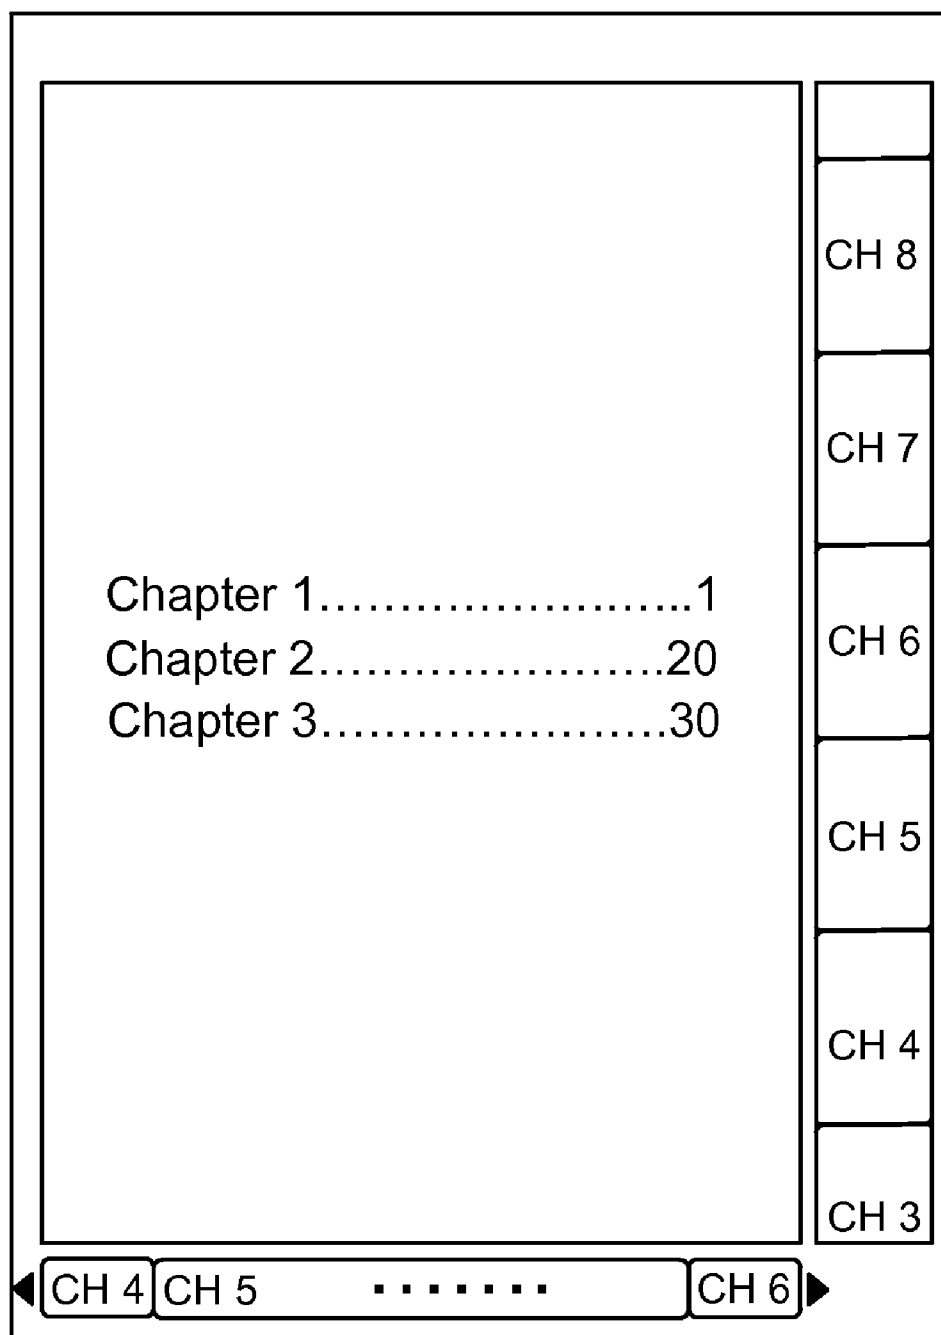 Chapter 1.........................1
Chapter 2......................20
Chapter 3......................30
CH 8
CH 7
CH 6
CH 5
CH 4
CH 3
CH 4 CH 5 ....... CH 6